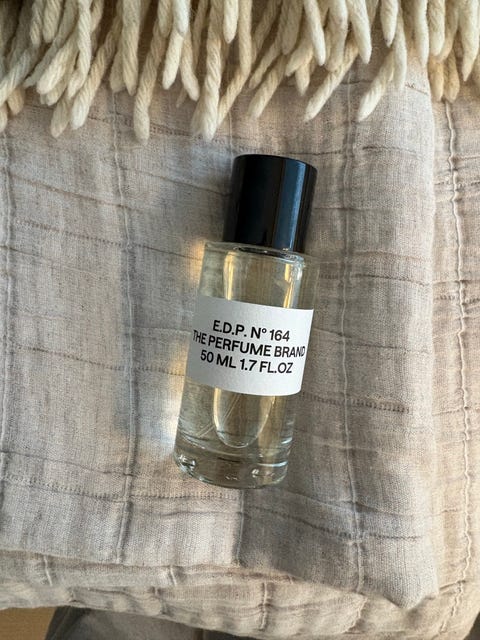 E.D.P. N° 164
THE PERFUME BRAND
50 ML 1.7 FL.OZ